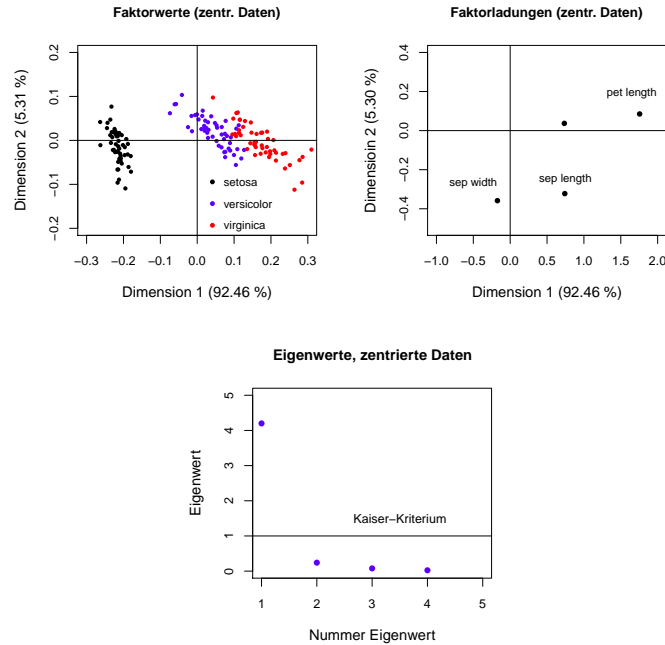 Faktorwerte (zentr. Daten)
Dimension 2 (5.31 %)
0.2
0.1
0.0
−0.1
−0.2
setosa
versicolor
virginica
−0.3 −0.2 −0.1 0.0 0.1 0.2 0.3
Dimension 1 (92.46 %)
Faktorladungen (zentr. Daten)
Dimensioin 2 (5.30 %)
0.4
0.2
0.0
−0.2
−0.4
pet length
sep length
sep width
−1.0 0.0 0.5 1.0 1.5 2.0
Dimension 1 (92.46 %)
Eigenwerte, zentrierte Daten
Eigenwert
5
4
3
2
1
0
Kaiser−Kriterium
1 2 3 4 5
Nummer Eigenwert